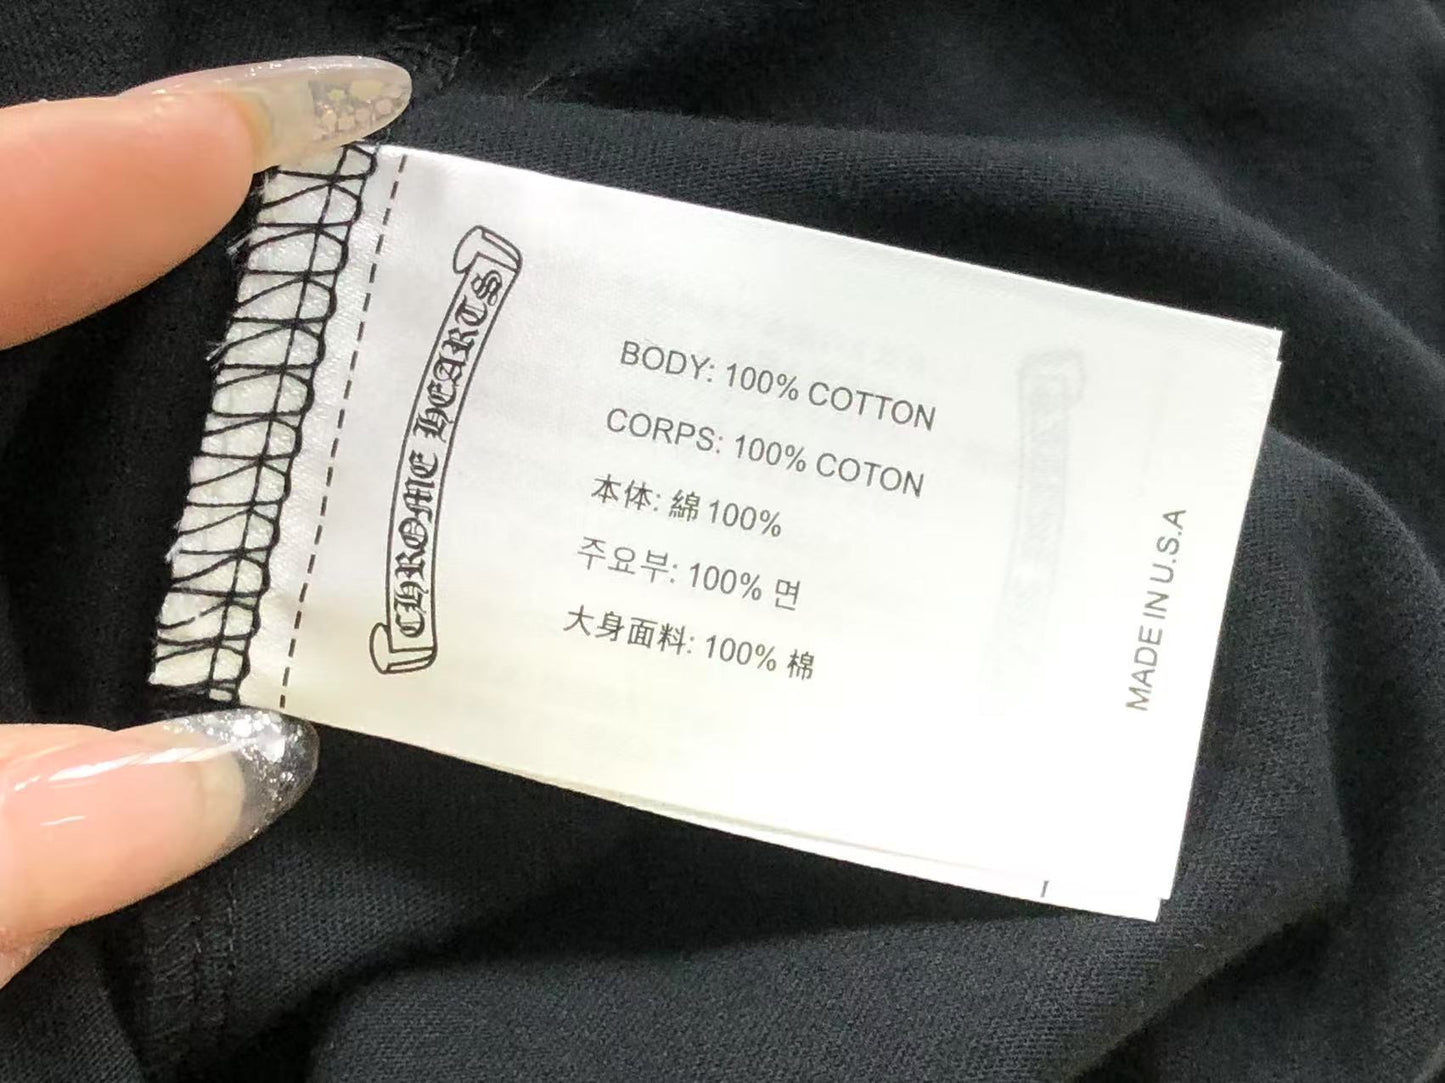 CHROME HEARTS
BODY: 100% COTTON
CORPS: 100% COTON
本体: 綿 100%
주요부: 100% 면
大身面料: 100% 棉
MADE IN U.S.A